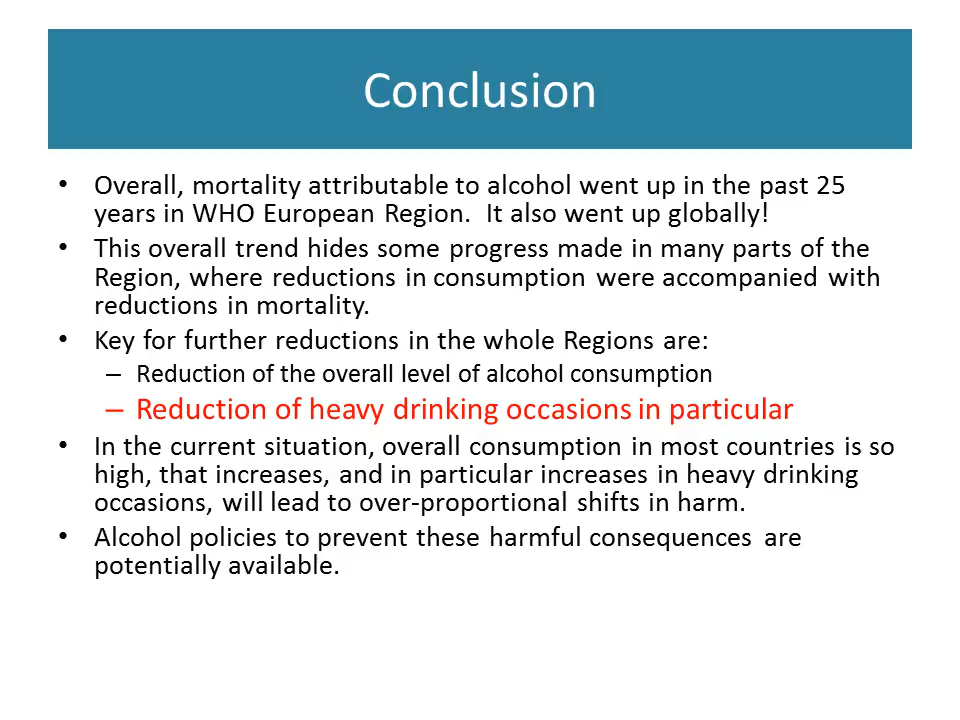 Conclusion
• Overall, mortality attributable to alcohol went up in the past 25
years in WHO European Region.  It also went up globally!
• This overall trend hides some progress made in many parts of the
Region, where reductions in consumption were accompanied with
reductions in mortality.
• Key for further reductions in the whole Regions are:
– Reduction of the overall level of alcohol consumption
– Reduction of heavy drinking occasions in particular
• In the current situation, overall consumption in most countries is so
high, that increases, and in particular increases in heavy drinking
occasions, will lead to over-proportional shifts in harm.
• Alcohol policies to prevent these harmful consequences are
potentially available.